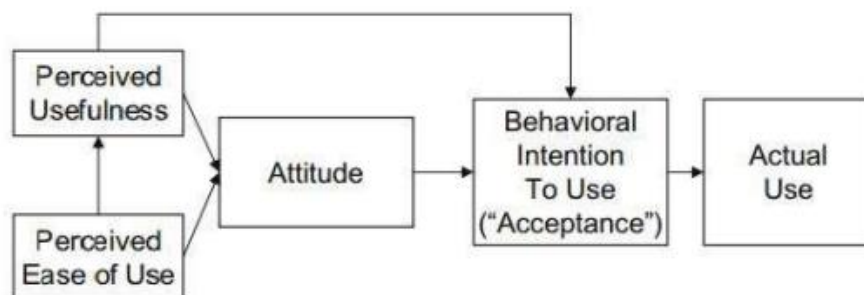 Perceived
Usefulness
Perceived
Ease of Use
Attitude
Behavioral
Intention
To Use
(“Acceptance”)
Actual
Use